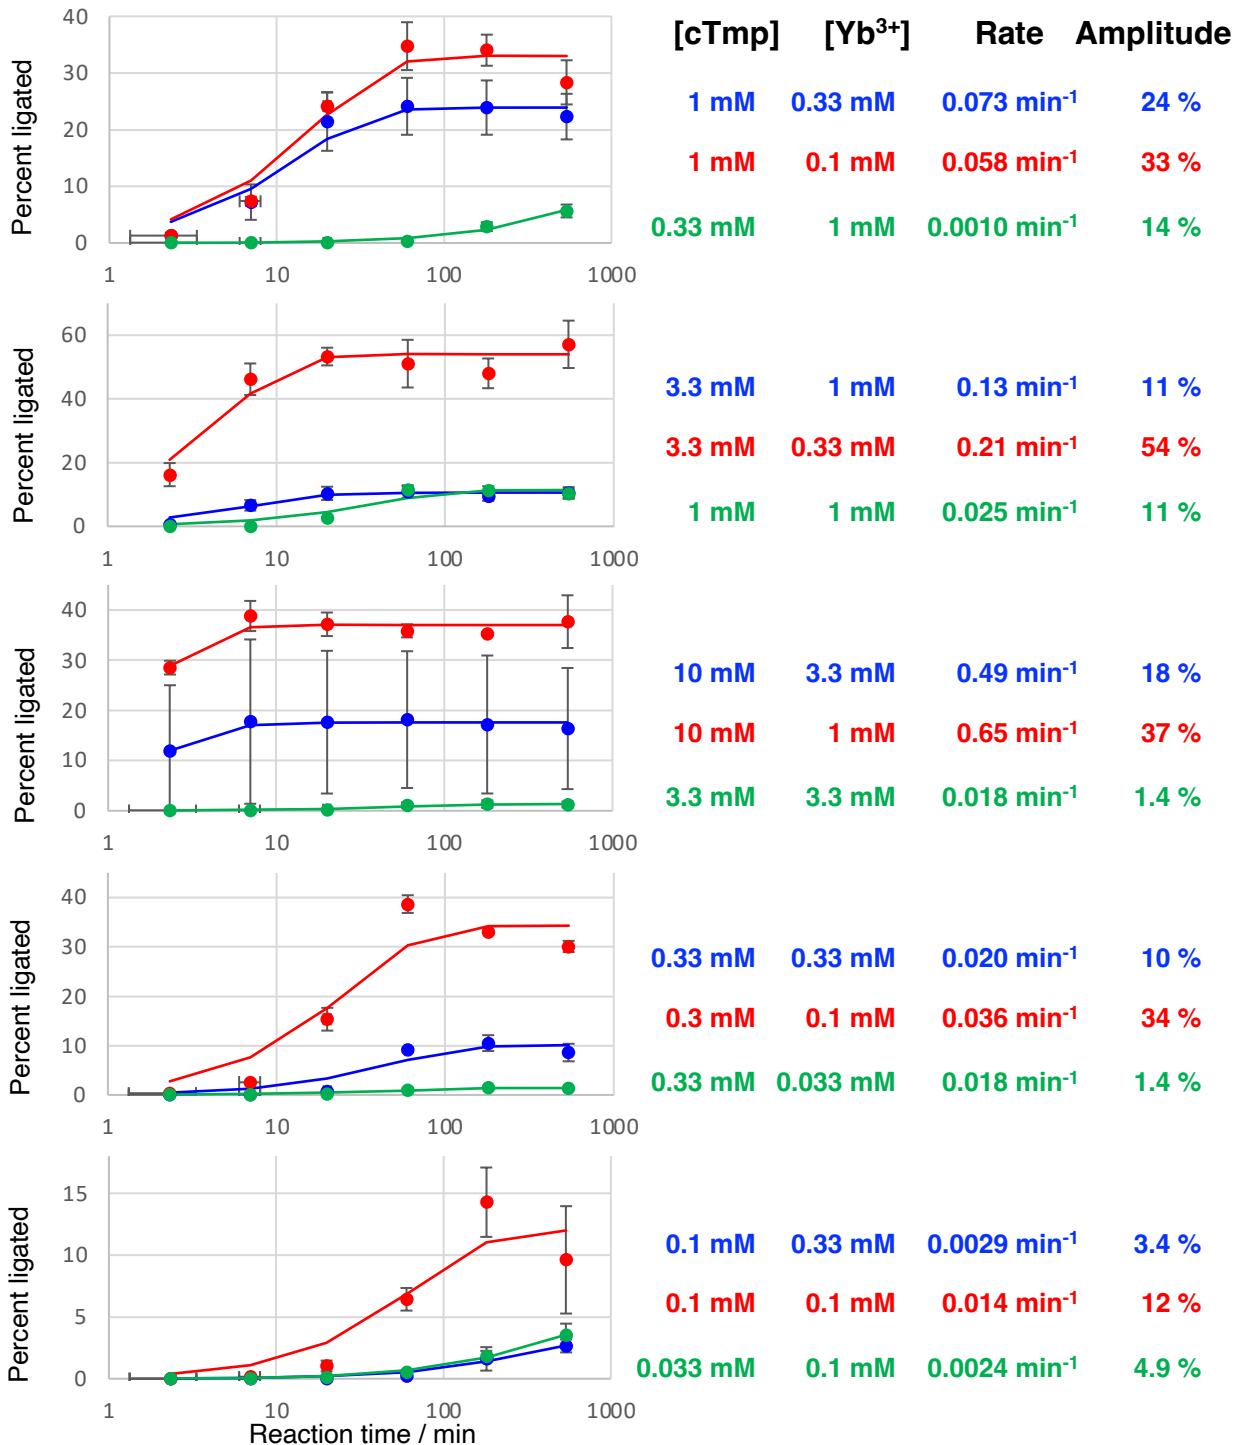 [cTmp] [Yb³⁺] Rate Amplitude
Percent ligated
40
30
20
10
0
1 10 100 1000
1 mM 0.33 mM 0.073 min⁻¹ 24 %
1 mM 0.1 mM 0.058 min⁻¹ 33 %
0.33 mM 1 mM 0.0010 min⁻¹ 14 %
Percent ligated
60
40
20
0
1 10 100 1000
3.3 mM 1 mM 0.13 min⁻¹ 11 %
3.3 mM 0.33 mM 0.21 min⁻¹ 54 %
1 mM 1 mM 0.025 min⁻¹ 11 %
Percent ligated
40
30
20
10
0
1 10 100 1000
10 mM 3.3 mM 0.49 min⁻¹ 18 %
10 mM 1 mM 0.65 min⁻¹ 37 %
3.3 mM 3.3 mM 0.018 min⁻¹ 1.4 %
Percent ligated
40
30
20
10
0
1 10 100 1000
0.33 mM 0.33 mM 0.020 min⁻¹ 10 %
0.3 mM 0.1 mM 0.036 min⁻¹ 34 %
0.33 mM 0.033 mM 0.018 min⁻¹ 1.4 %
Percent ligated
15
10
5
0
1 10 100 1000
Reaction time / min
0.1 mM 0.33 mM 0.0029 min⁻¹ 3.4 %
0.1 mM 0.1 mM 0.014 min⁻¹ 12 %
0.033 mM 0.1 mM 0.0024 min⁻¹ 4.9 %